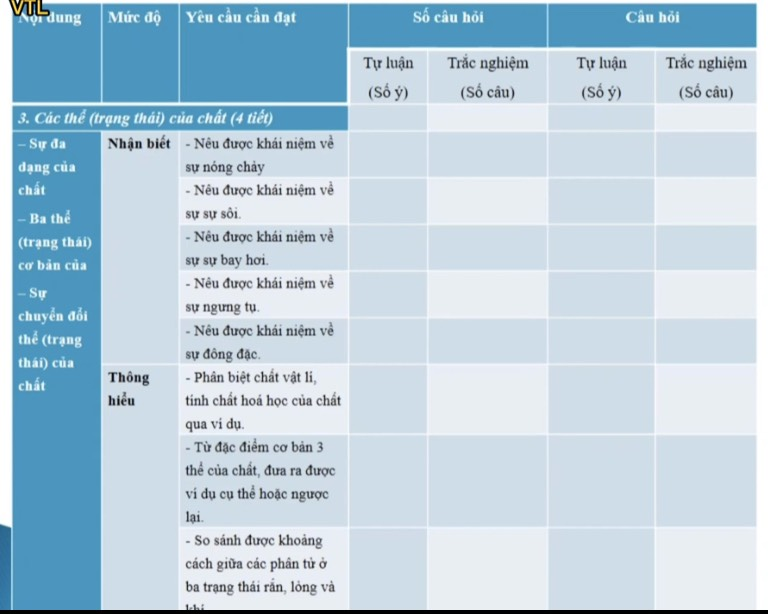 VTL
Nội dung
Mức độ
Yêu cầu cần đạt
Số câu hỏi
Câu hỏi
Tự luận
(Số ý)
Trắc nghiệm
(Số câu)
Tự luận
(Số ý)
Trắc nghiệm
(Số câu)
3. Các thể (trạng thái) của chất (4 tiết)
– Sự đa
dạng của
chất
– Ba thể
(trạng thái)
cơ bản của
– Sự
chuyển đổi
thể (trạng
thái) của
chất
Nhận biết
- Nêu được khái niệm về
sự nóng chảy
- Nêu được khái niệm về
sự sự sôi.
- Nêu được khái niệm về
sự sự bay hơi.
- Nêu được khái niệm về
sự ngưng tụ.
- Nêu được khái niệm về
sự đông đặc.
Thông
hiểu
- Phân biệt chất vật lí,
tính chất hoá học của chất
qua ví dụ.
- Từ đặc điểm cơ bản 3
thể của chất, đưa ra được
ví dụ cụ thể hoặc ngược
lại.
- So sánh được khoảng
cách giữa các phân tử ở
ba trạng thái rắn, lỏng và
khí